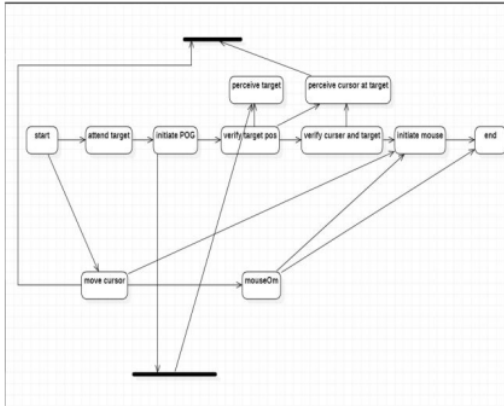 perceive target
perceive cursor at target
start
attend target
initiate POG
verify target pos
verify curser and target
initiate mouse
end
move cursor
mouseOm